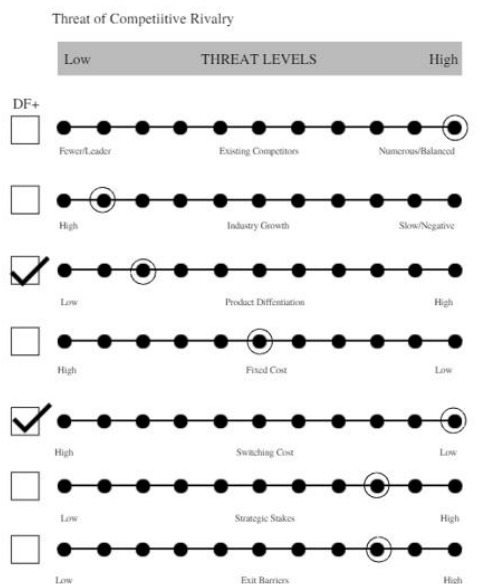 Threat of Competiitive Rivalry
Low THREAT LEVELS High
DF+
Fewer/Leader Existing Competitors Numerous/Balanced
High Industry Growth Slow/Negative
Low Product Diffentiation High
High Fixed Cost Low
High Switching Cost Low
Low Strategic Stakes High
Low Exit Barriers High